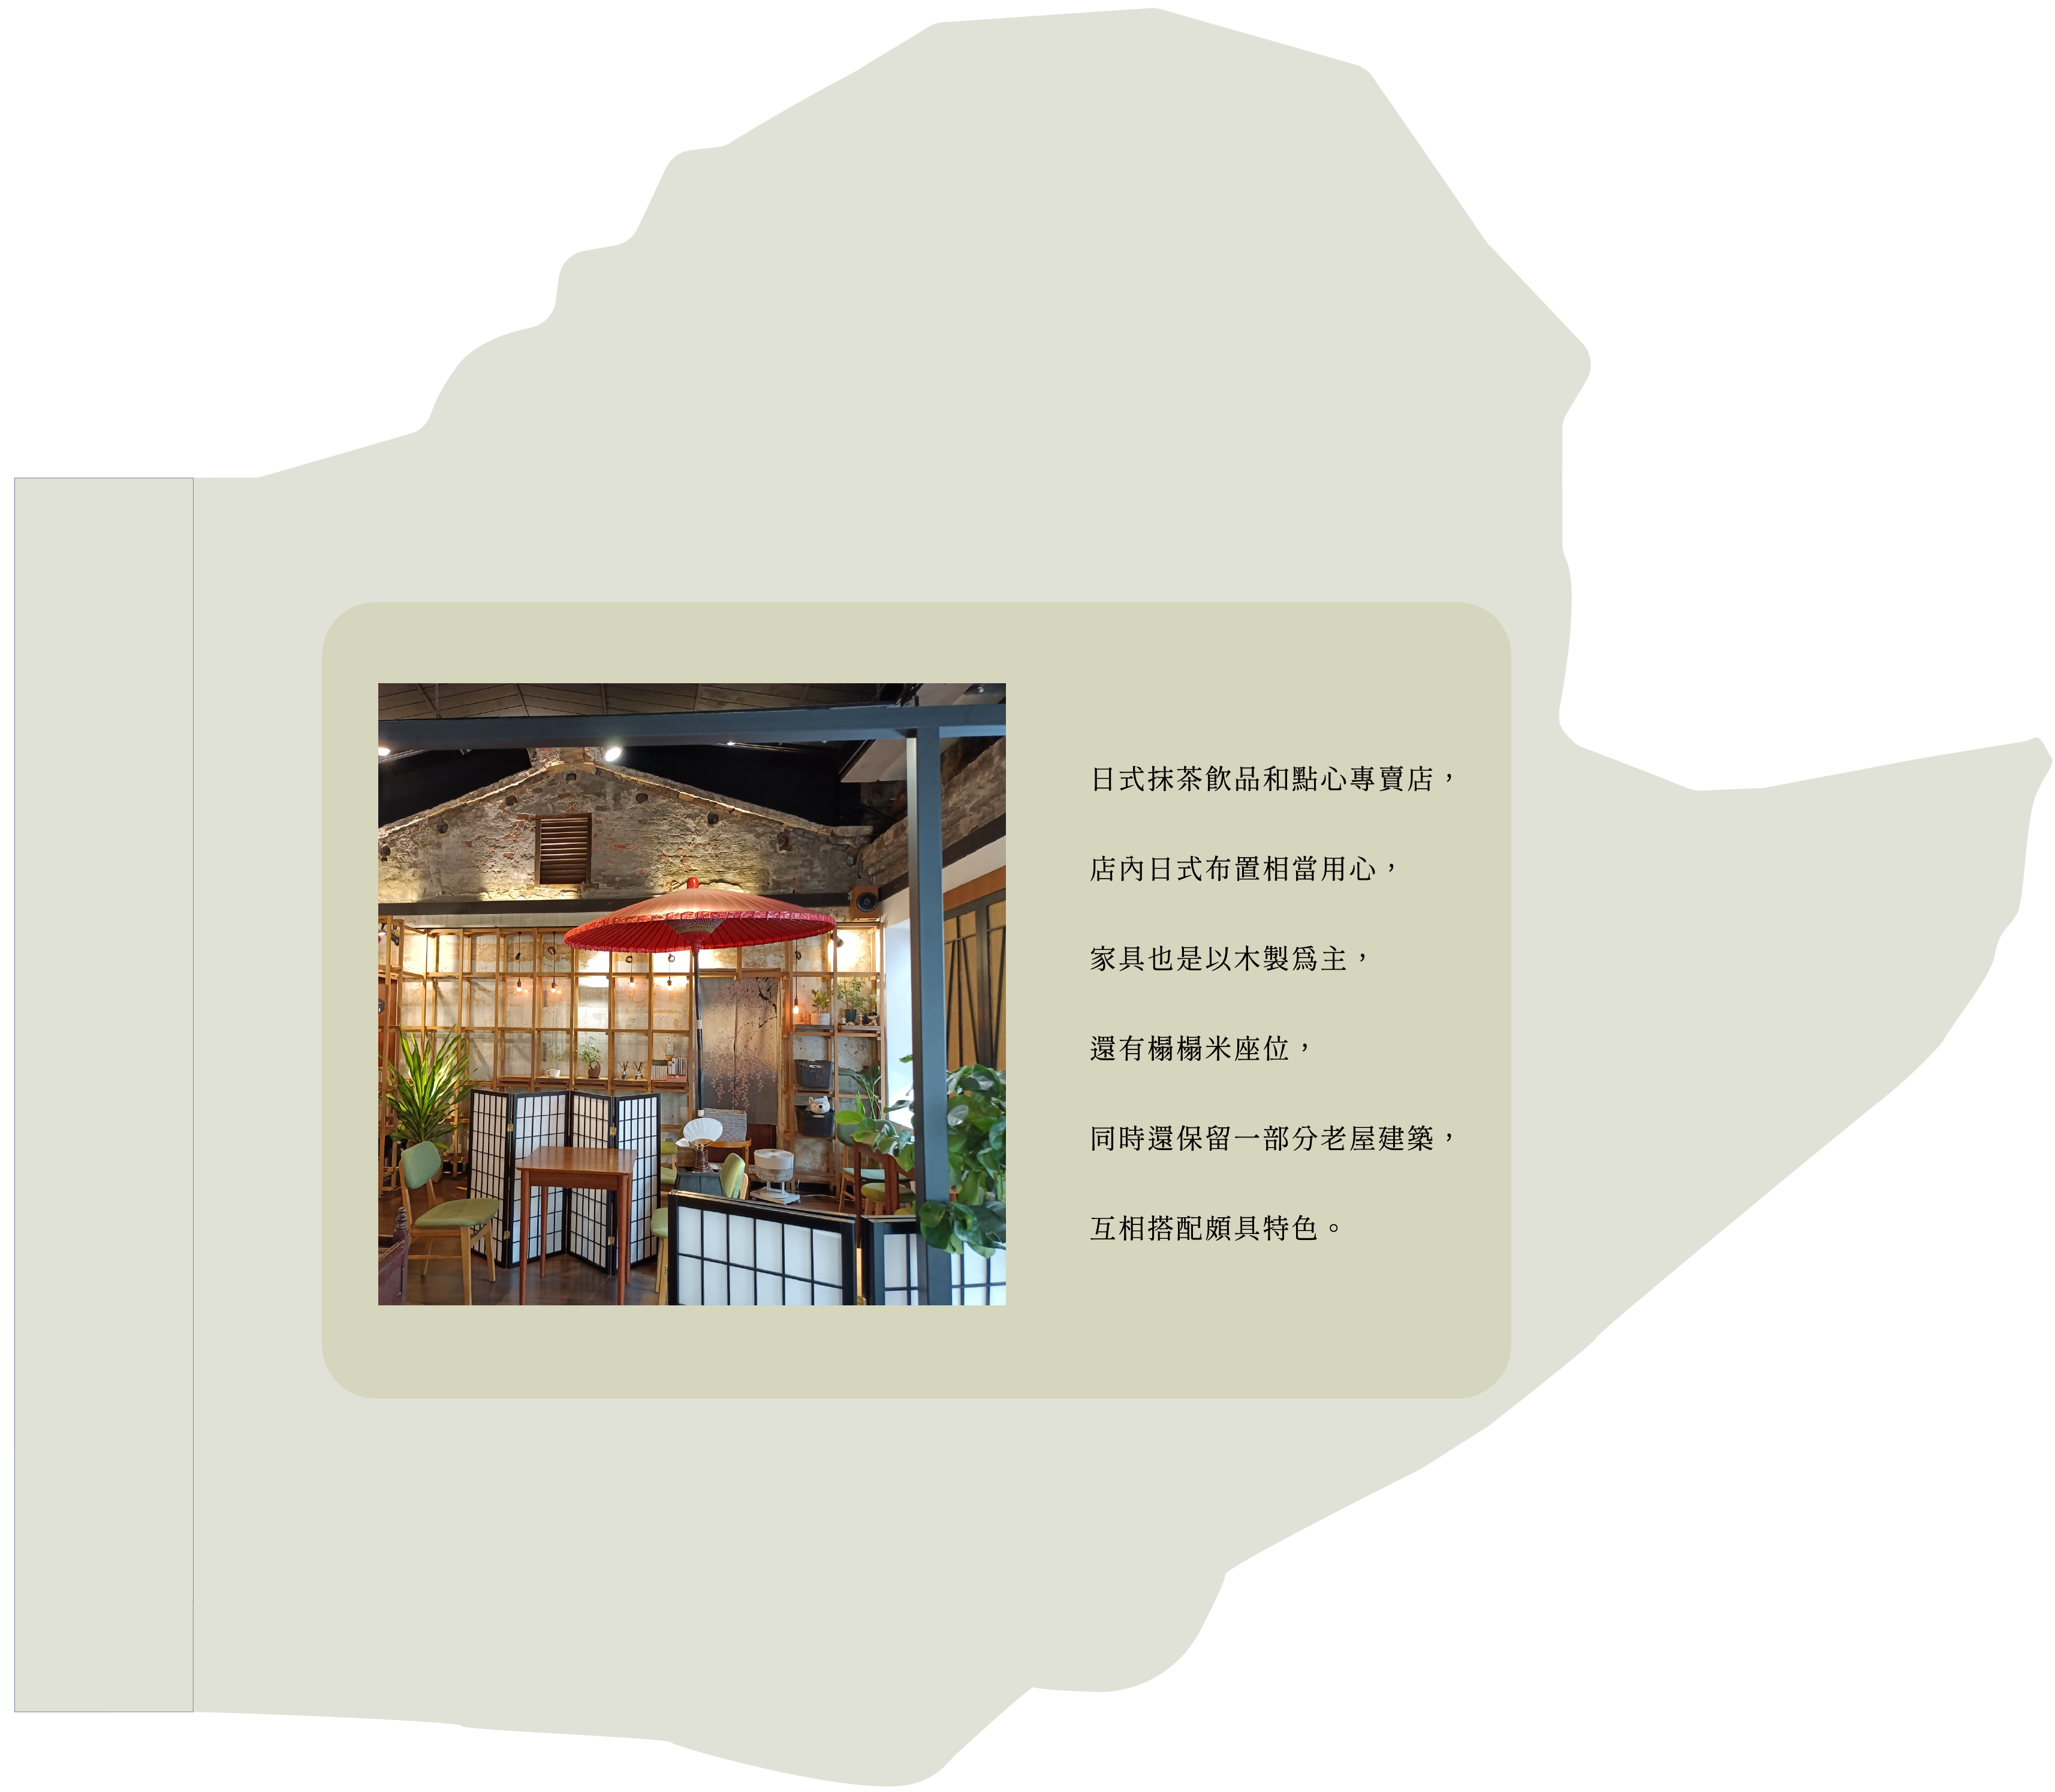 日式抹茶飲品和點心專賣店，
店內日式布置相當用心，
家具也是以木製為主，
還有榻榻米座位，
同時還保留一部分老屋建築，
互相搭配頗具特色。